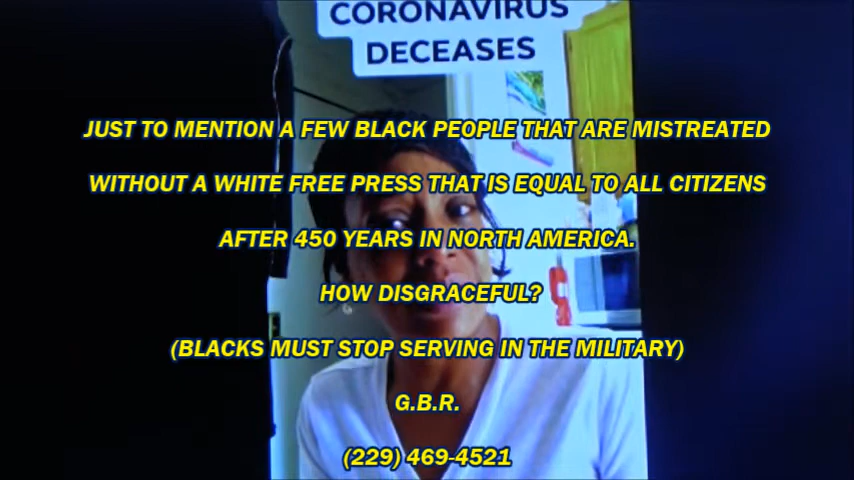 CORONAVIRUS
DECEASES
JUST TO MENTION A FEW BLACK PEOPLE THAT ARE MISTREATED
WITHOUT A WHITE FREE PRESS THAT IS EQUAL TO ALL CITIZENS
AFTER 450 YEARS IN NORTH AMERICA.
HOW DISGRACEFUL?
(BLACKS MUST STOP SERVING IN THE MILITARY)
G.B.R.
(229) 469-4521